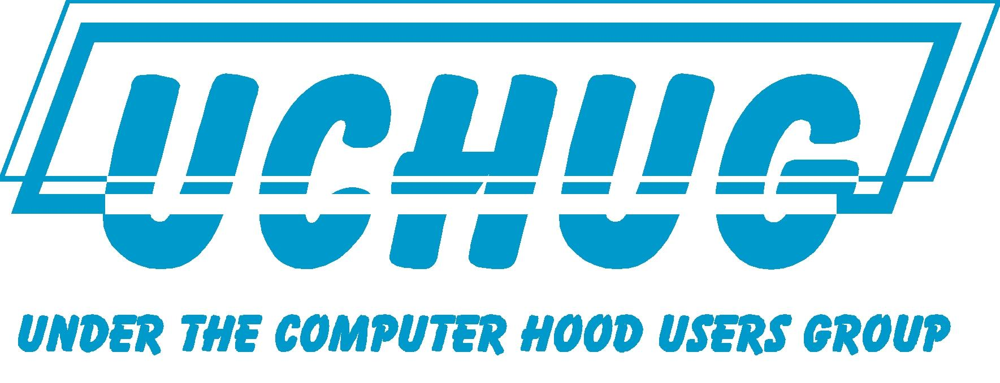 UCHUG
UNDER THE COMPUTER HOOD USERS GROUP